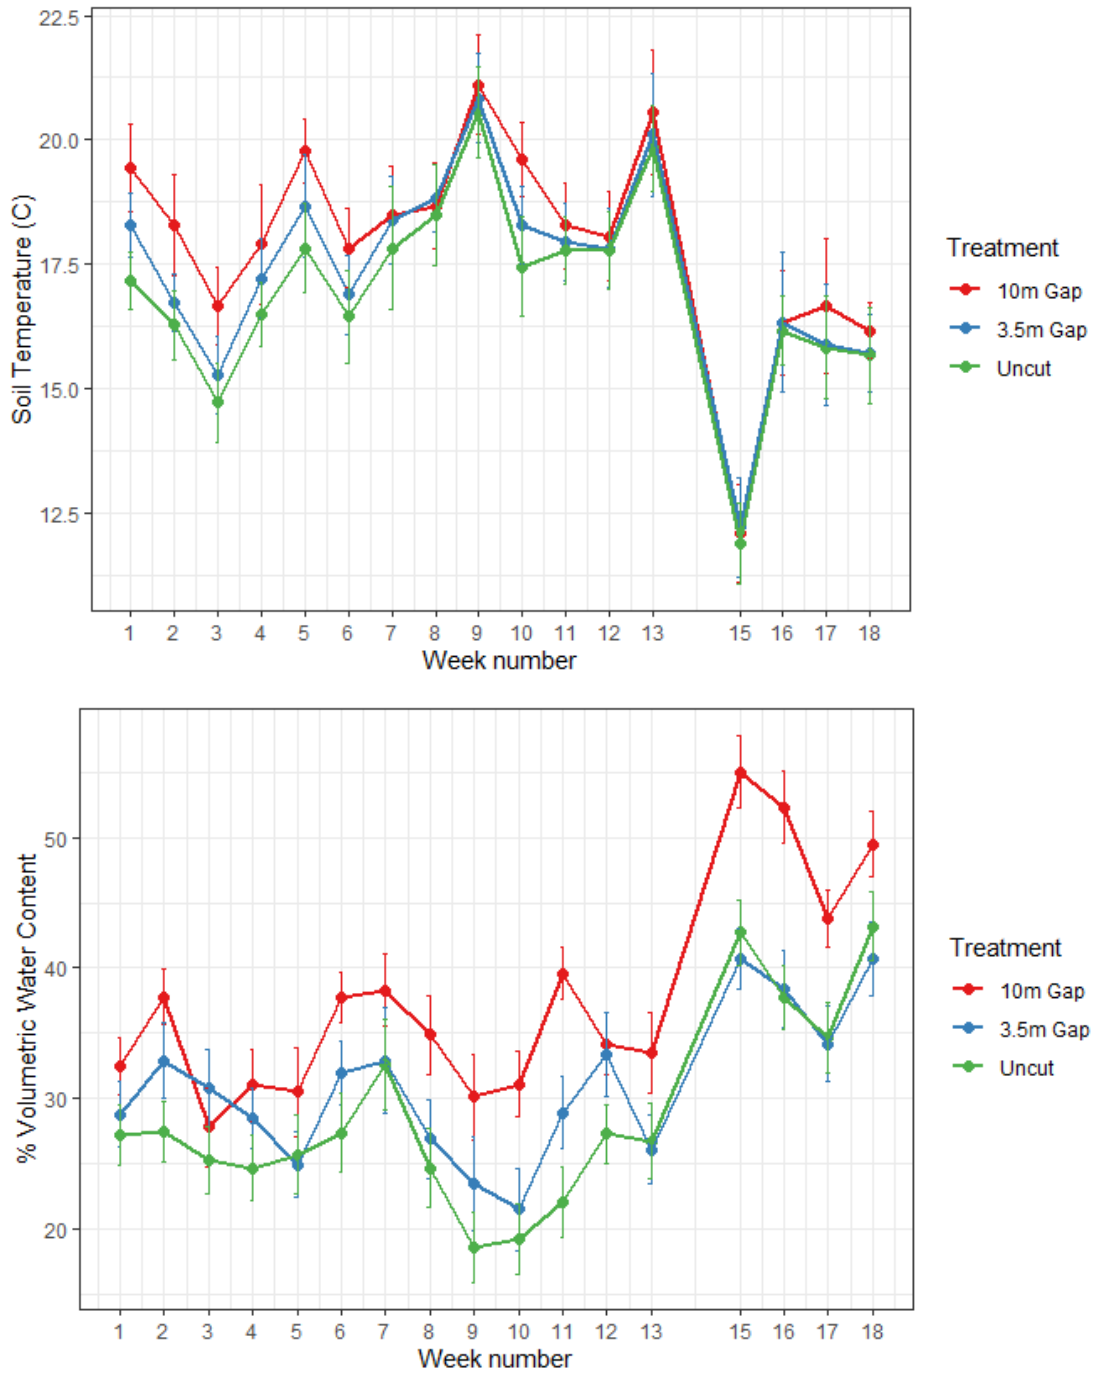 Soil Temperature (C)
22.5
20.0
17.5
15.0
12.5
1 2 3 4 5 6 7 8 9 10 11 12 13 15 16 17 18
Week number
Treatment
10m Gap
3.5m Gap
Uncut
% Volumetric Water Content
50
40
30
20
1 2 3 4 5 6 7 8 9 10 11 12 13 15 16 17 18
Week number
Treatment
10m Gap
3.5m Gap
Uncut